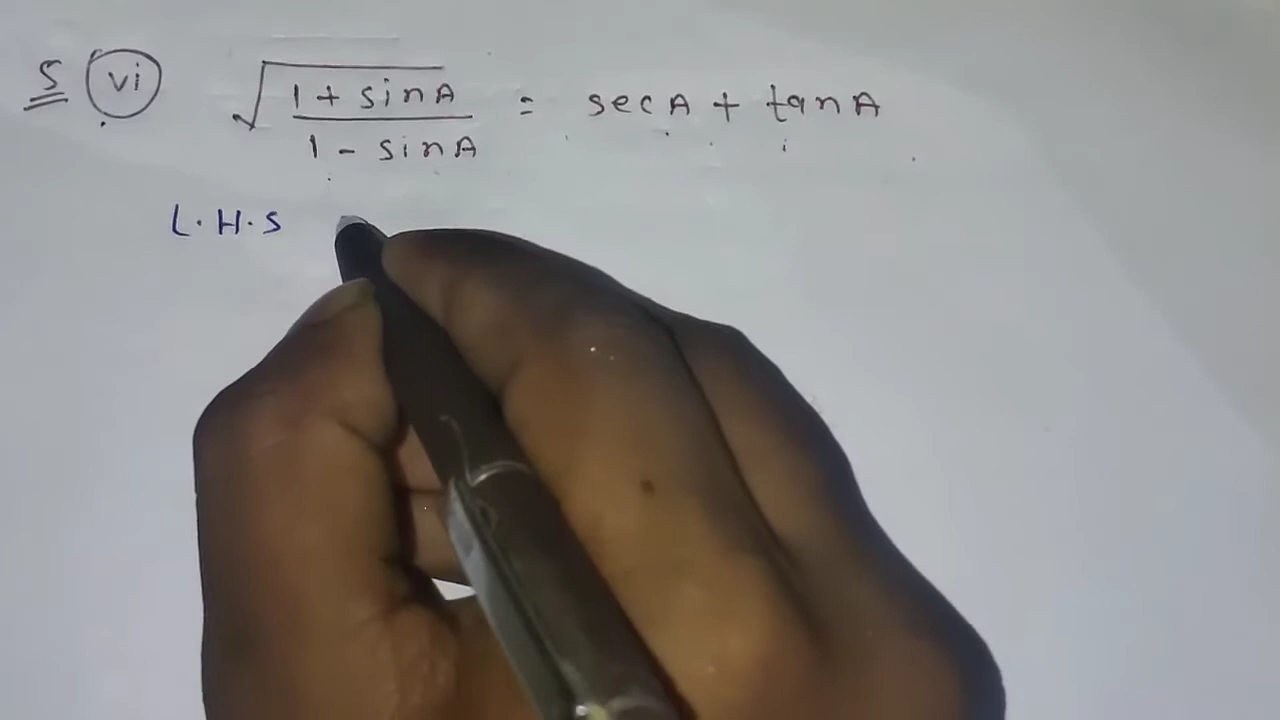 5 (vi) √(1 + sinA / 1 - sinA) = secA + tanA
L.H.S